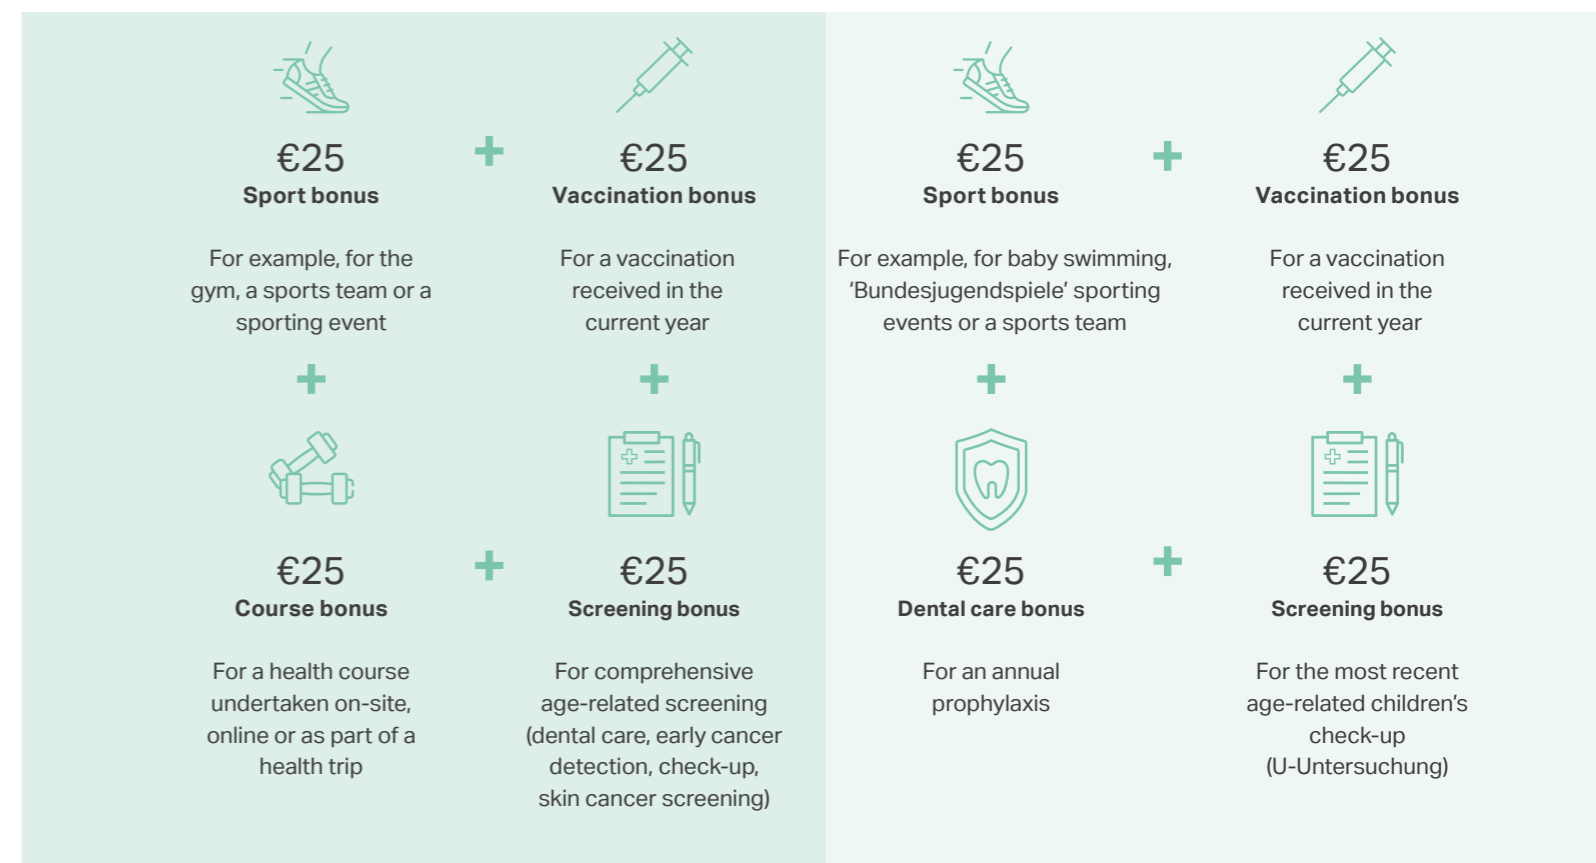 €25
Sport bonus
For example, for the
gym, a sports team or a
sporting event
+
€25
Vaccination bonus
For a vaccination
received in the
current year
+
+
€25
Course bonus
For a health course
undertaken on-site,
online or as part of a
health trip
+
€25
Screening bonus
For comprehensive
age-related screening
(dental care, early cancer
detection, check-up,
skin cancer screening)
€25
Sport bonus
For example, for baby swimming,
‘Bundesjugendspiele’ sporting
events or a sports team
+
€25
Vaccination bonus
For a vaccination
received in the
current year
+
+
€25
Dental care bonus
For an annual
prophylaxis
+
€25
Screening bonus
For the most recent
age-related children’s
check-up
(U-Untersuchung)